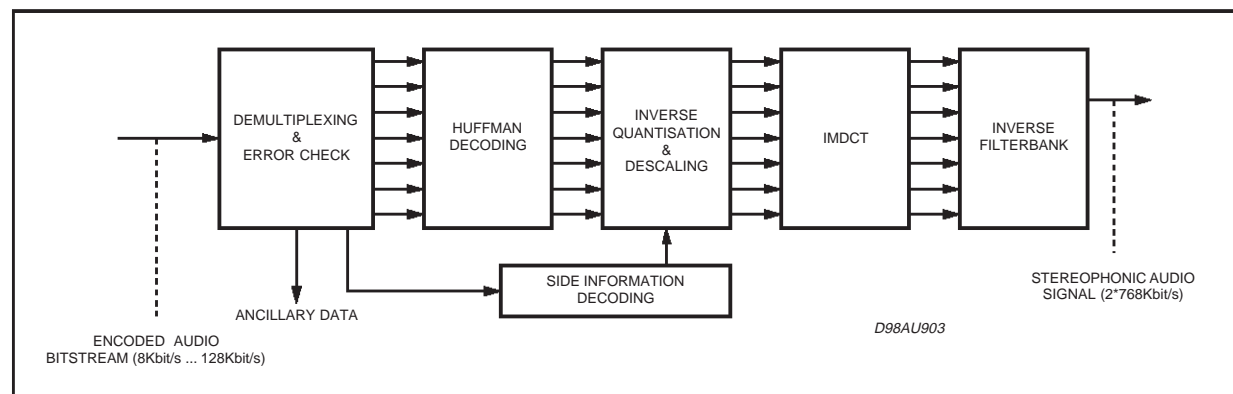 DEMULTIPLEXING
&
ERROR CHECK
HUFFMAN
DECODING
INVERSE
QUANTISATION
&
DESCALING
IMDCT
INVERSE
FILTERBANK
SIDE INFORMATION
DECODING
ANCILLARY DATA
ENCODED AUDIO
BITSTREAM (8Kbit/s ... 128Kbit/s)
STEREOPHONIC AUDIO
SIGNAL (2*768Kbit/s)
D98AU903